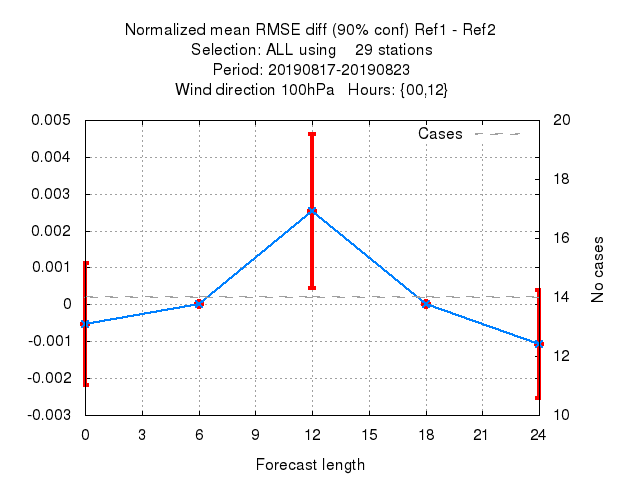 Normalized mean RMSE diff (90% conf) Ref1 - Ref2
Selection: ALL using    29 stations
Period: 20190817-20190823
Wind direction 100hPa   Hours: {00,12}
Cases
0.005
0.004
0.003
0.002
0.001
0
-0.001
-0.002
-0.003
20
18
16
14
12
10
No cases
0 3 6 9 12 15 18 21 24
Forecast length